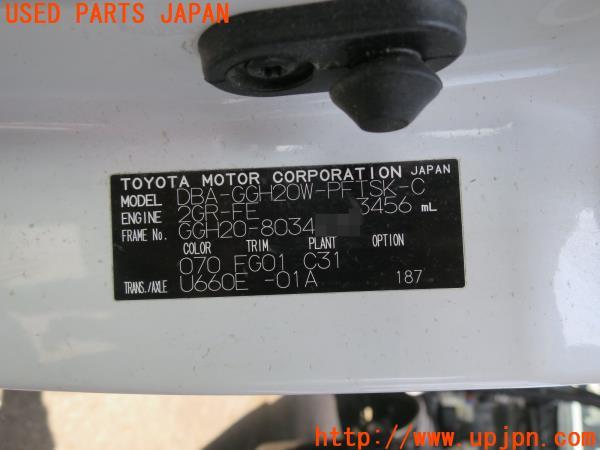 USED PARTS JAPAN
TOYOTA MOTOR CORPORATION JAPAN
MODEL DBA-GGH20W-PFTSK-C
ENGINE 2GR-FE 3456 mL
FRAME No. GGH20-8034
COLOR TRIM PLANT OPTION
070 FG01 C31
TRANS./AXLE U660E -01A 187
http://www.upjpn.com/